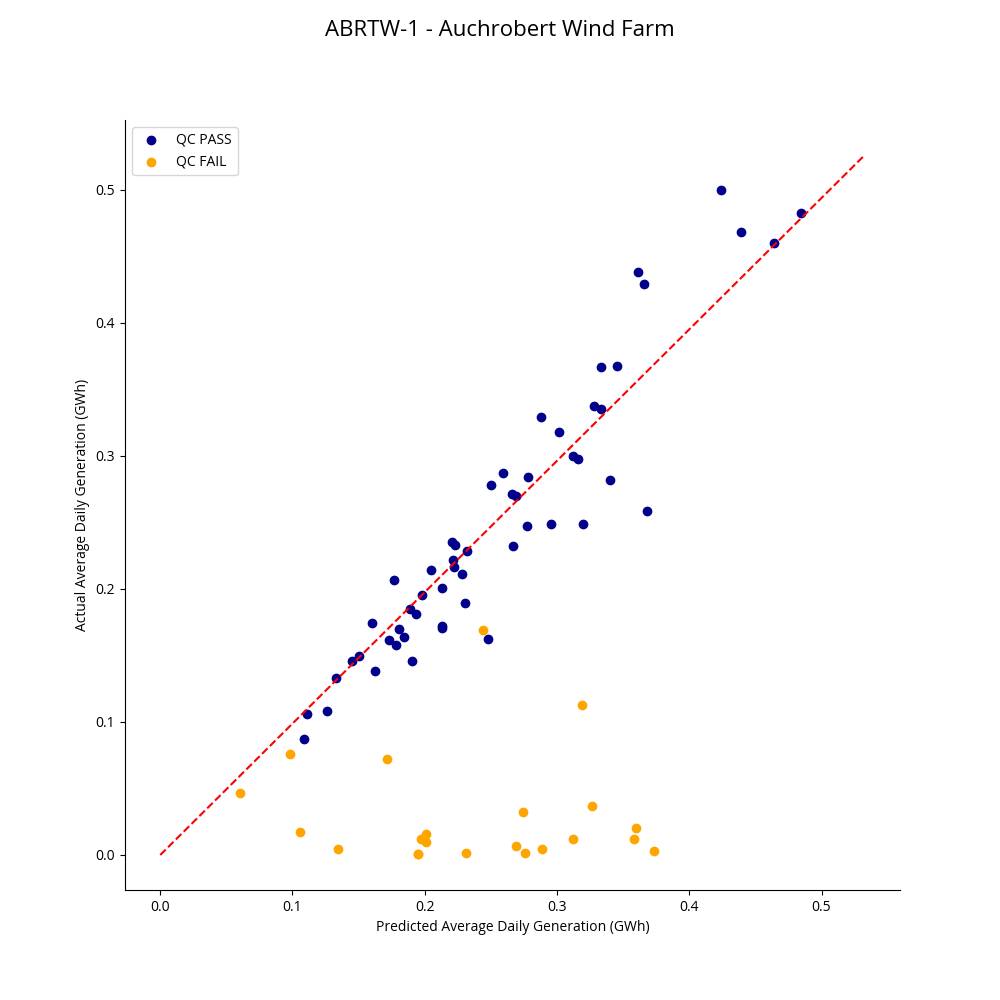 ABRTW-1 - Auchrobert Wind Farm
QC PASS
QC FAIL
0.5
0.4
0.3
0.2
0.1
0.0
Actual Average Daily Generation (GWh)
0.0 0.1 0.2 0.3 0.4 0.5
Predicted Average Daily Generation (GWh)